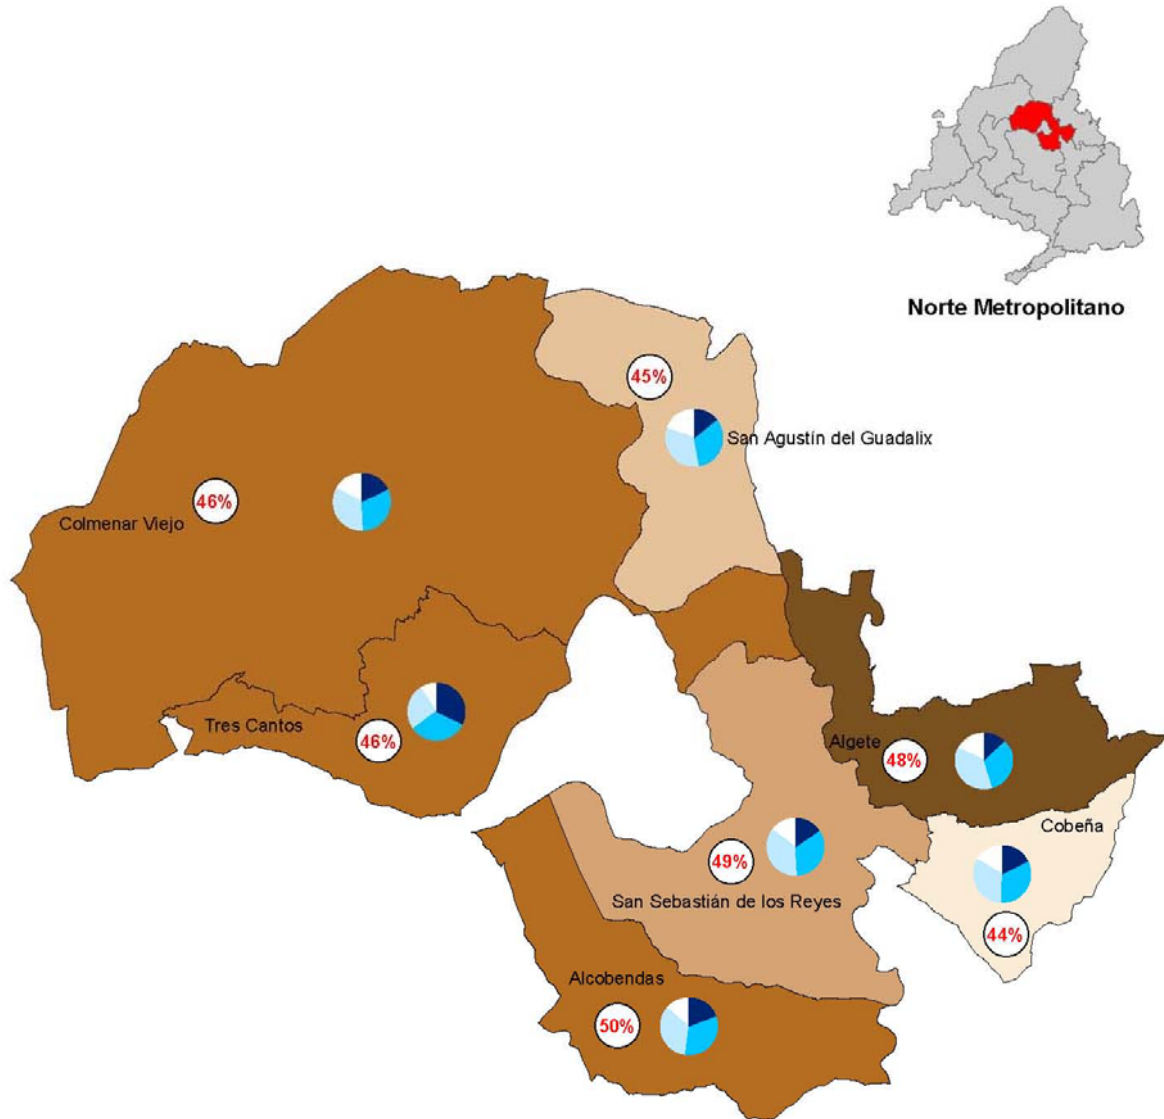 Norte Metropolitano
45%
San Agustín del Guadalix
46%
Colmenar Viejo
Tres Cantos
46%
Algete
48%
Cobeña
49%
San Sebastián de los Reyes
44%
Alcobendas
50%